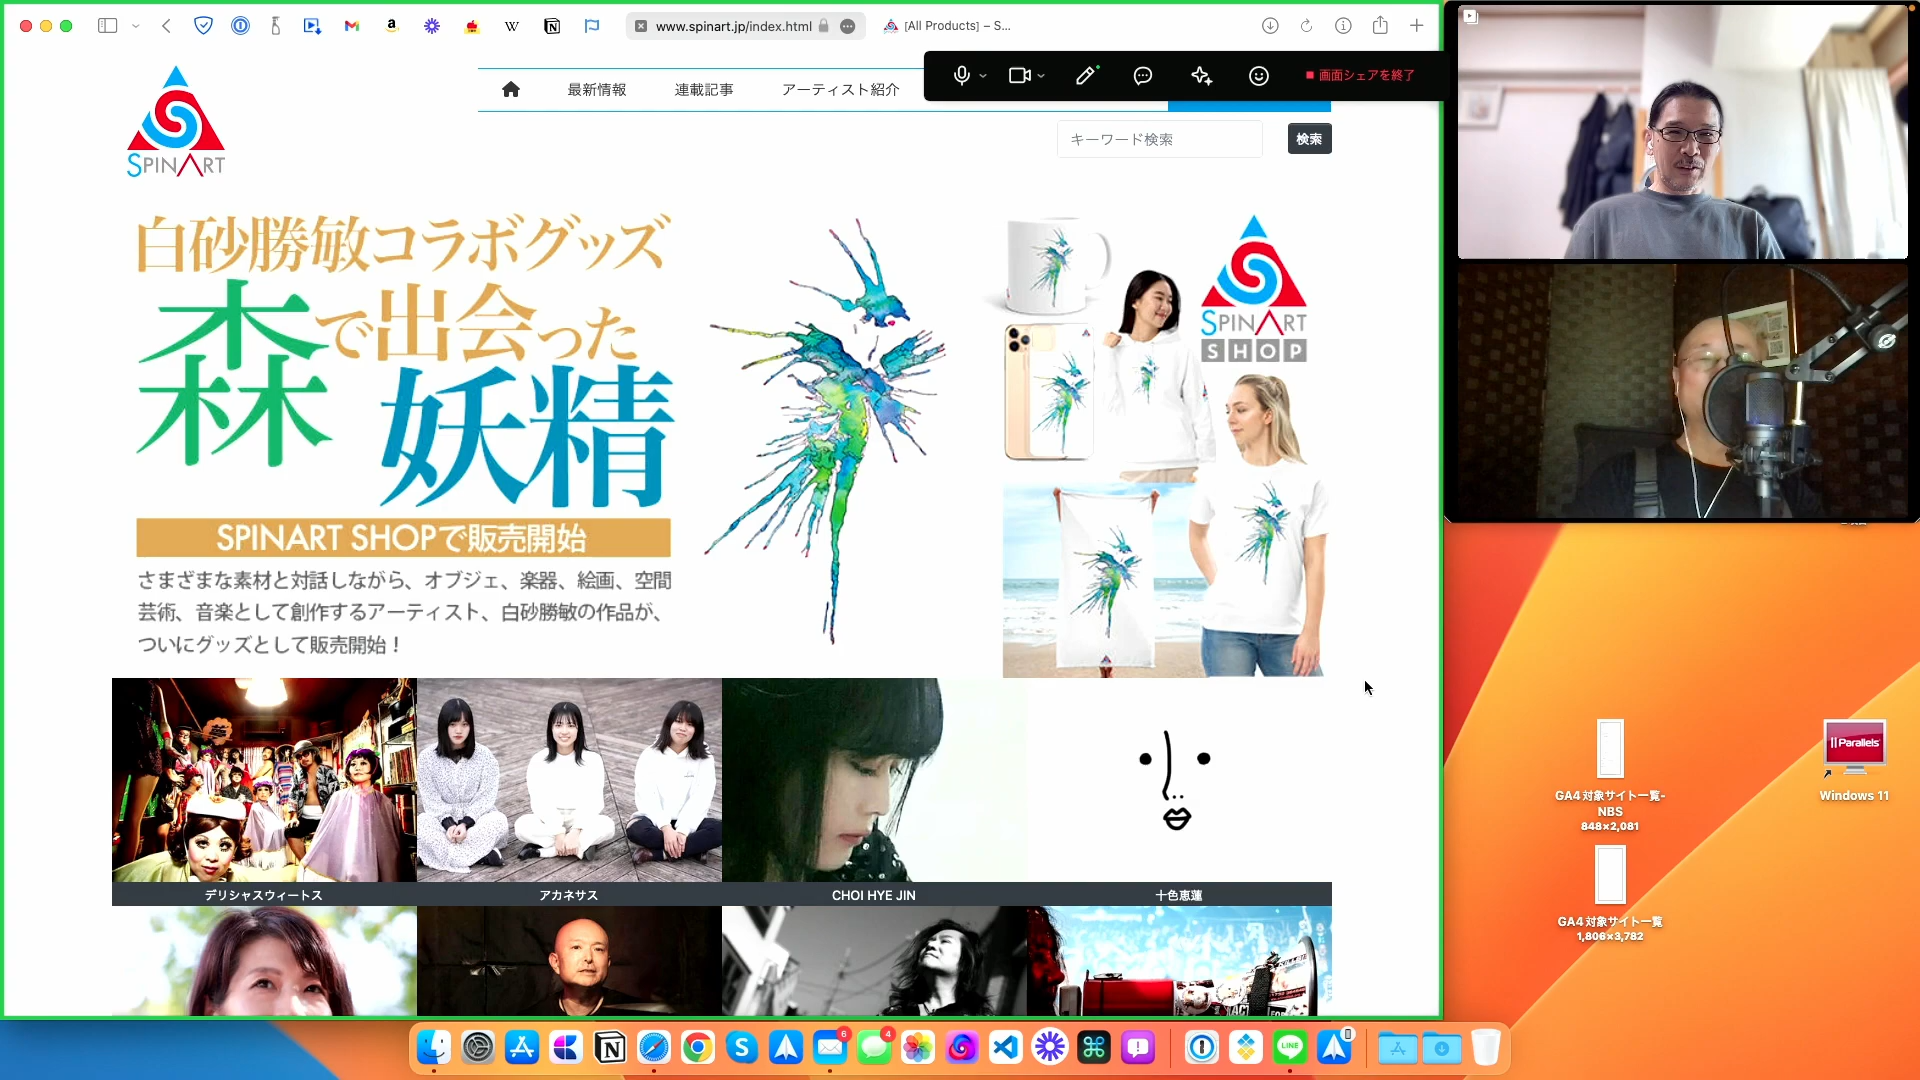 www.spinart.jp/index.html
[All Products] – S...
最新情報
連載記事
アーティスト紹介
画面シェアを終了
SPINART
キーワード検索
検索
白砂勝敏コラボグッズ
森で出会った
妖精
SPINART
SHOP
SPINART SHOPで販売開始
さまざまな素材と対話しながら、オブジェ、楽器、絵画、空間
芸術、音楽として創作するアーティスト、白砂勝敏の作品が、
ついにグッズとして販売開始！
デリシャスウィートス
アカネサス
CHOI HYE JIN
十色恵蓮
GA4 対象サイト一覧-
NBS
848×2,081
Parallels
Windows 11
GA4 対象サイト一覧
1,806×3,782
6
4
LINE